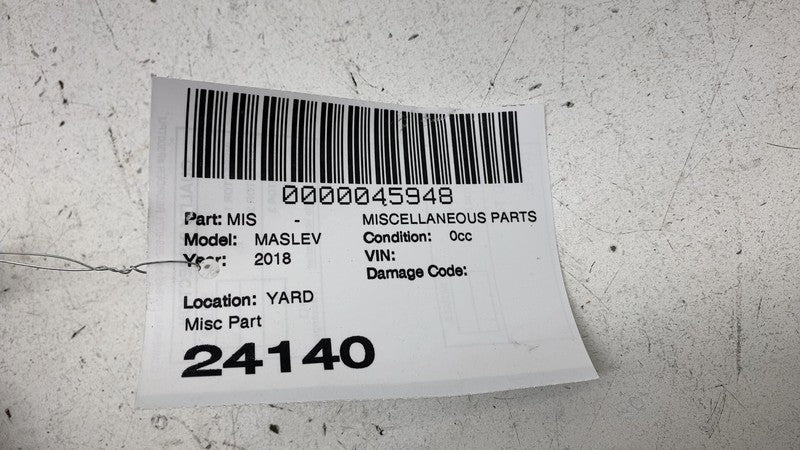 0000045948
Part: MIS - MISCELLANEOUS PARTS
Model: MASLEV Condition: 0cc
Year: 2018 VIN:
Damage Code:
Location: YARD
Misc Part
24140